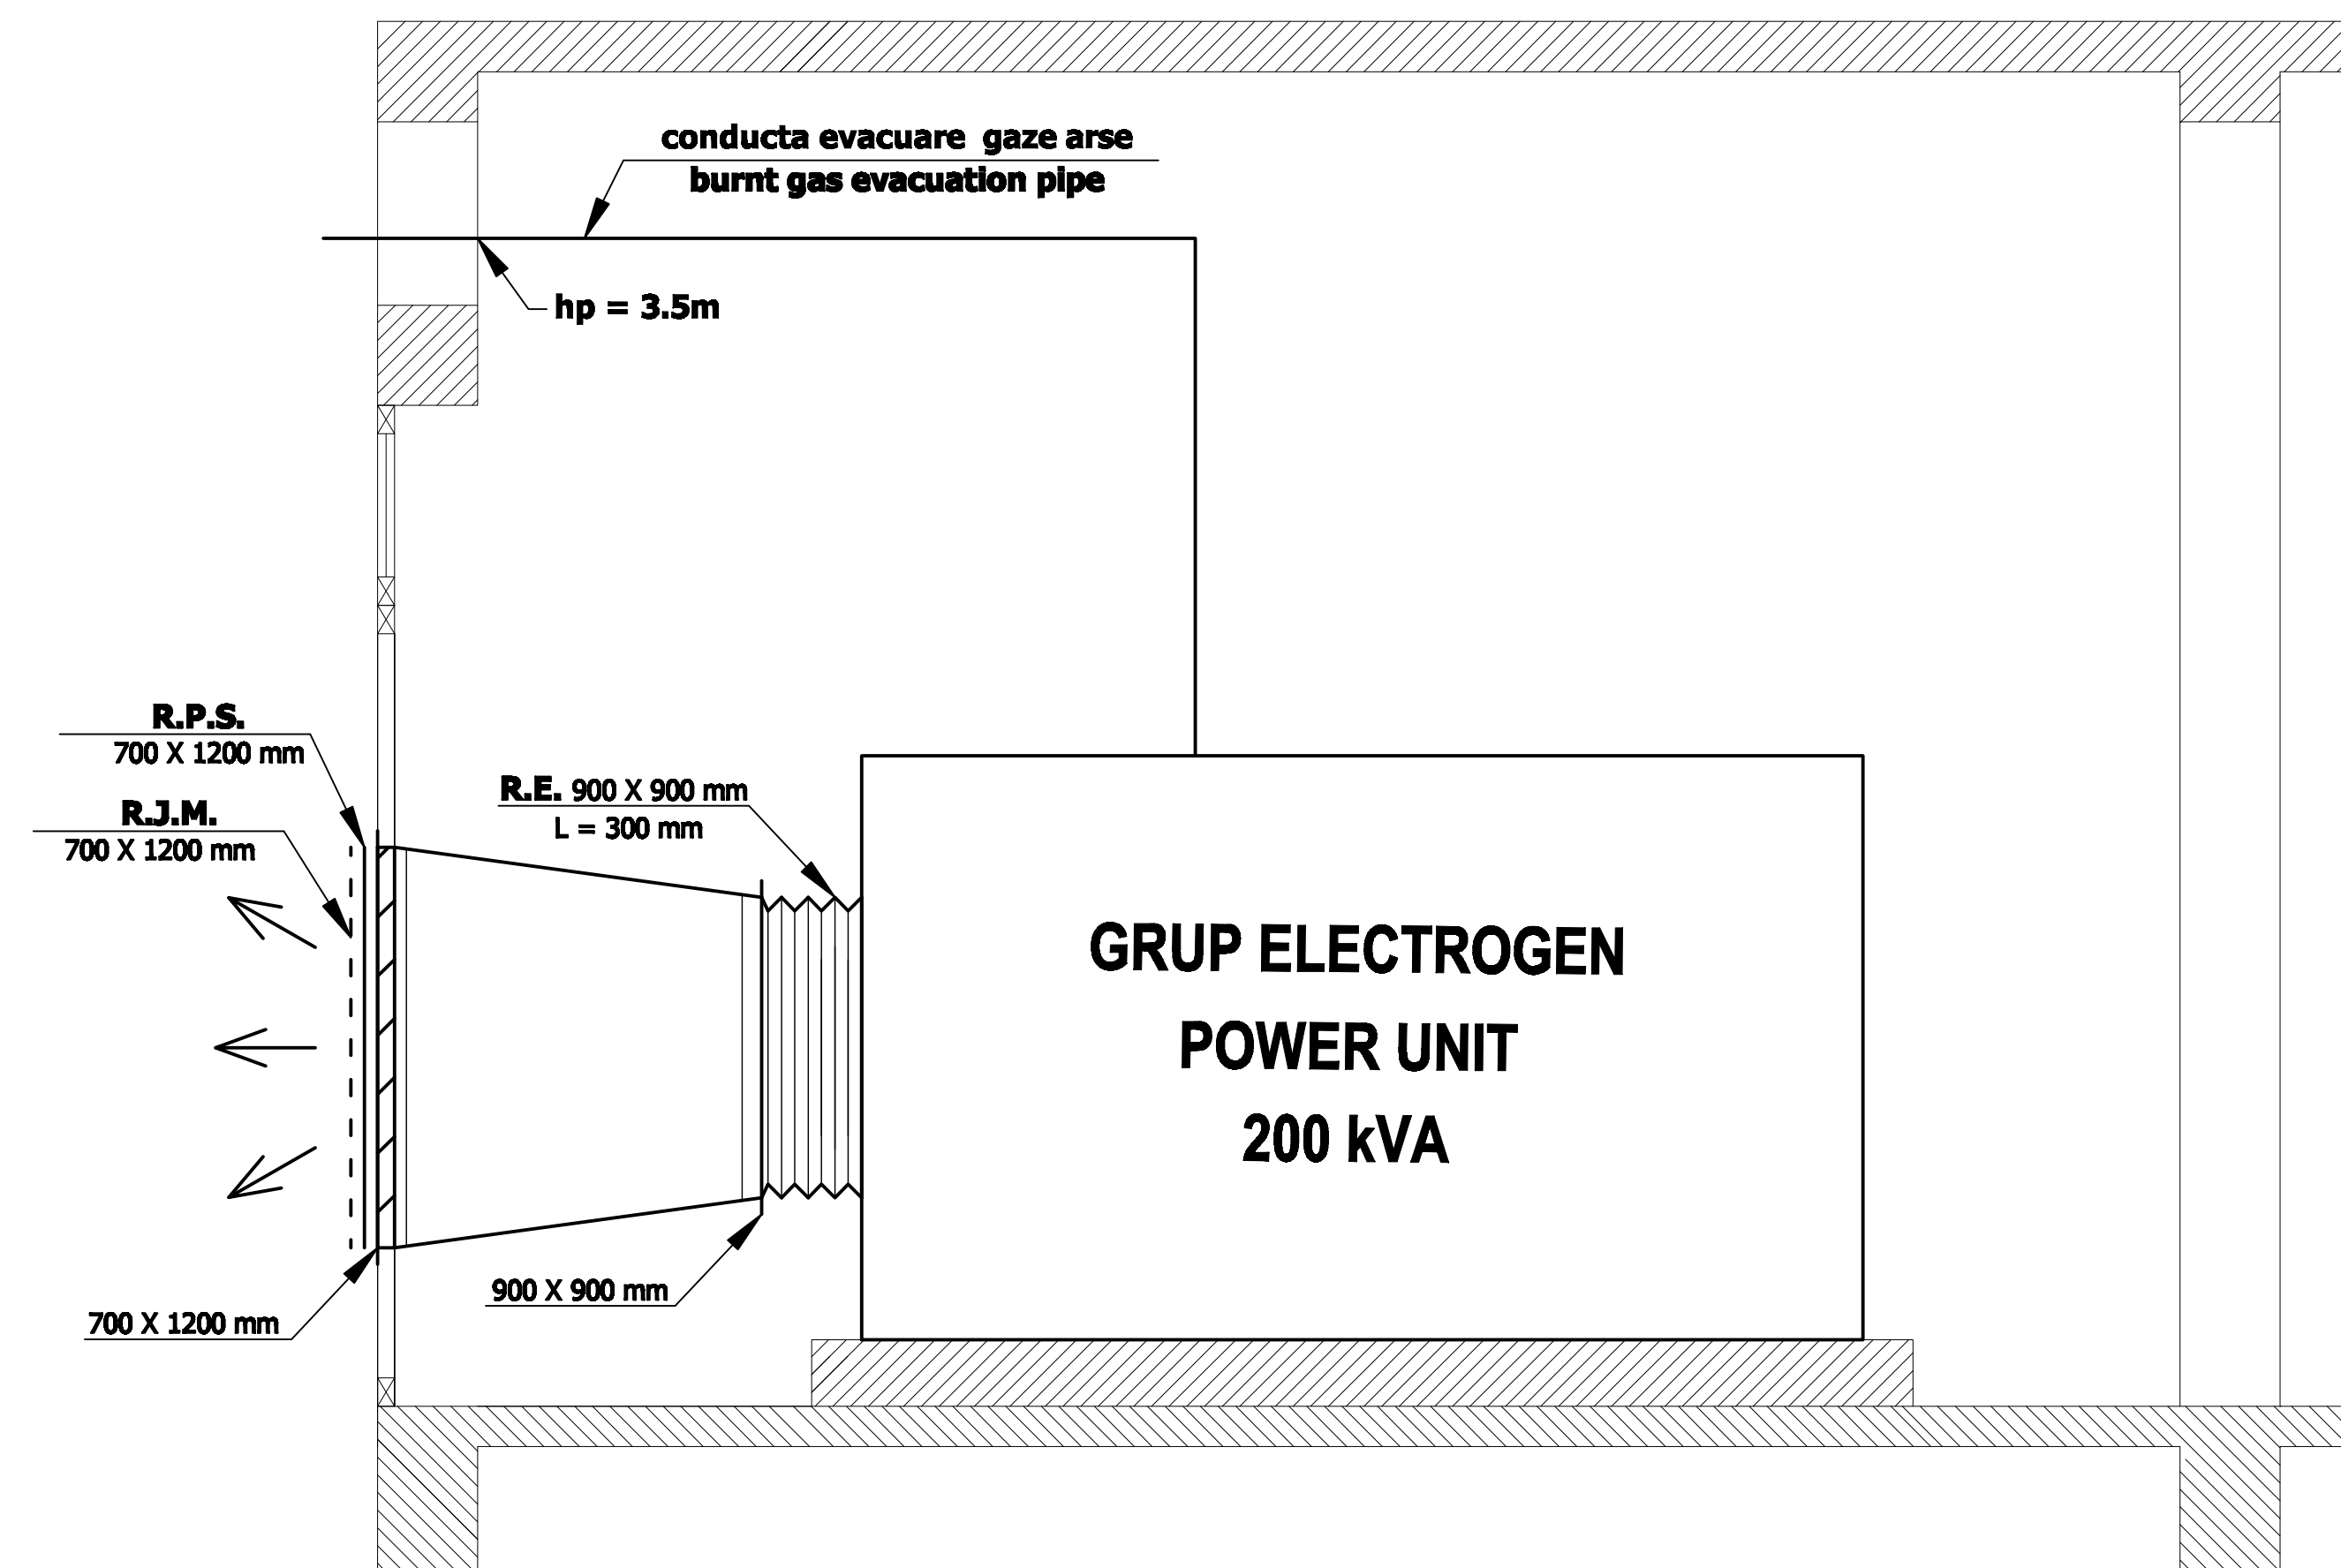 conducta evacuare gaze arse
burnt gas evacuation pipe
hp = 3.5m
R.P.S.
700 X 1200 mm
R.J.M.
700 X 1200 mm
R.E. 900 X 900 mm
L = 300 mm
GRUP ELECTROGEN
POWER UNIT
200 kVA
900 X 900 mm
700 X 1200 mm